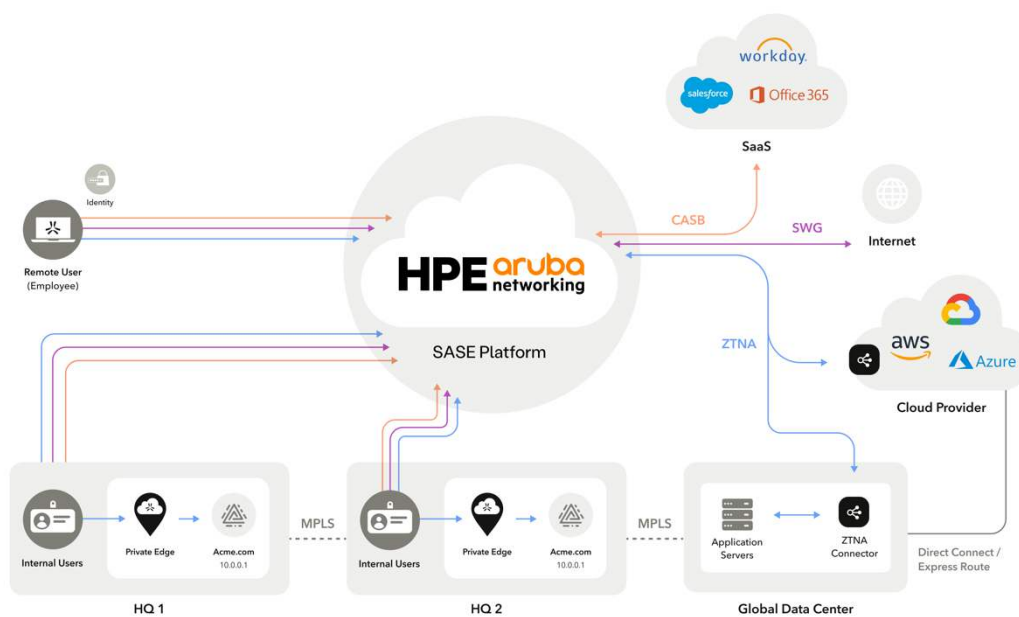 workday.
salesforce
Office 365
SaaS
Identity
Remote User
(Employee)
CASB
SWG
Internet
HPE aruba
networking
SASE Platform
ZTNA
aws
Azure
Cloud Provider
Internal Users
Private Edge
Acme.com
10.0.0.1
HQ 1
MPLS
Internal Users
Private Edge
Acme.com
10.0.0.1
HQ 2
MPLS
Application
Servers
ZTNA
Connector
Global Data Center
Direct Connect /
Express Route